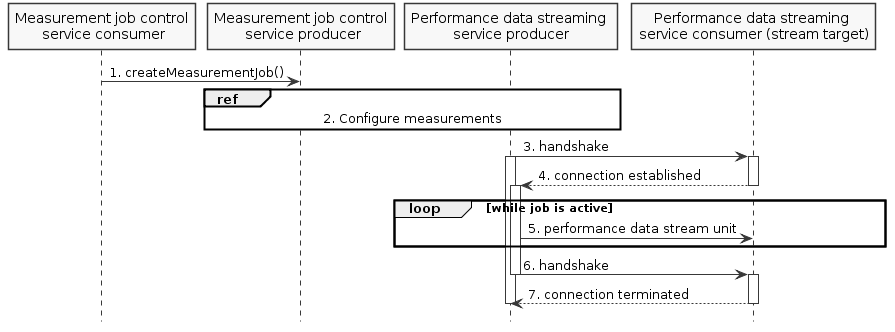 Measurement job control
service consumer
Measurement job control
service producer
Performance data streaming
service producer
Performance data streaming
service consumer (stream target)
1. createMeasurementJob()
ref
2. Configure measurements
3. handshake
4. connection established
loop [while job is active]
5. performance data stream unit
6. handshake
7. connection terminated